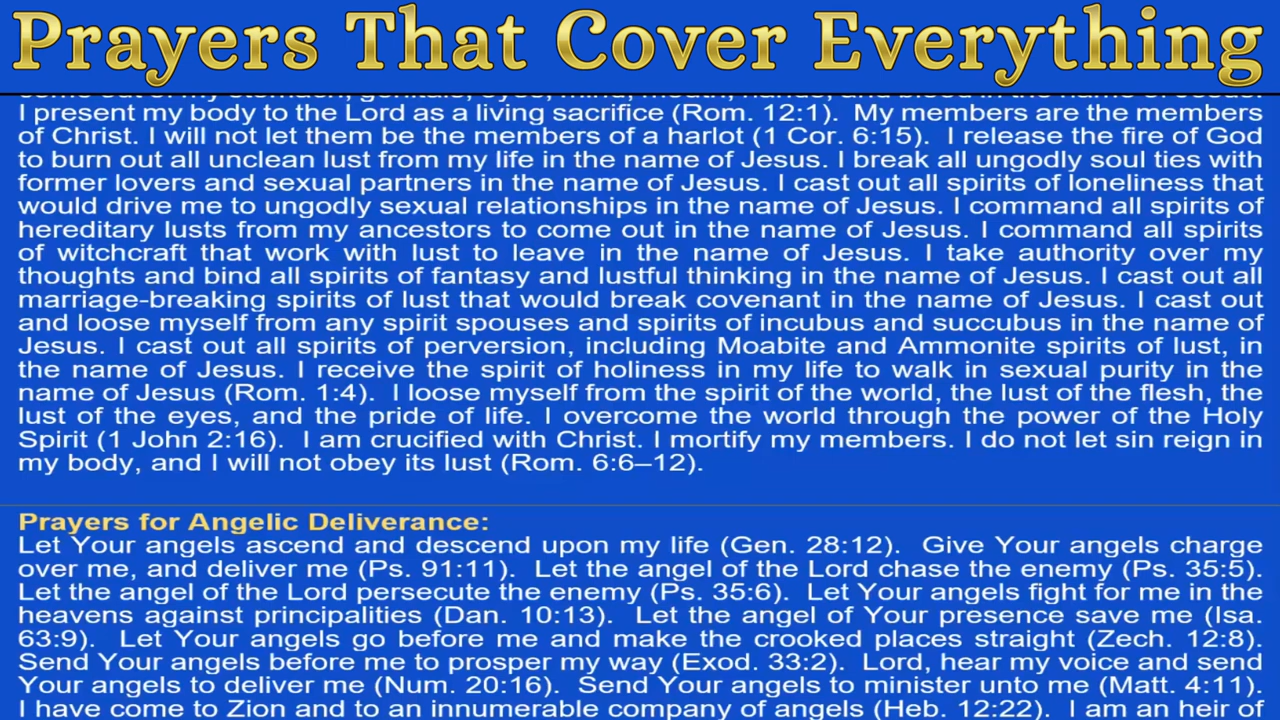 Prayers That Cover Everything
I present my body to the Lord as a living sacrifice (Rom. 12:1).  My members are the members
of Christ. I will not let them be the members of a harlot (1 Cor. 6:15).  I release the fire of God
to burn out all unclean lust from my life in the name of Jesus. I break all ungodly soul ties with
former lovers and sexual partners in the name of Jesus. I cast out all spirits of loneliness that
would drive me to ungodly sexual relationships in the name of Jesus. I command all spirits of
hereditary lusts from my ancestors to come out in the name of Jesus. I command all spirits
of witchcraft that work with lust to leave in the name of Jesus. I take authority over my
thoughts and bind all spirits of fantasy and lustful thinking in the name of Jesus. I cast out all
marriage-breaking spirits of lust that would break covenant in the name of Jesus. I cast out
and loose myself from any spirit spouses and spirits of incubus and succubus in the name of
Jesus. I cast out all spirits of perversion, including Moabite and Ammonite spirits of lust, in
the name of Jesus. I receive the spirit of holiness in my life to walk in sexual purity in the
name of Jesus (Rom. 1:4).  I loose myself from the spirit of the world, the lust of the flesh, the
lust of the eyes, and the pride of life. I overcome the world through the power of the Holy
Spirit (1 John 2:16).  I am crucified with Christ. I mortify my members. I do not let sin reign in
my body, and I will not obey its lust (Rom. 6:6–12).
Prayers for Angelic Deliverance:
Let Your angels ascend and descend upon my life (Gen. 28:12).  Give Your angels charge
over me, and deliver me (Ps. 91:11).  Let the angel of the Lord chase the enemy (Ps. 35:5).
Let the angel of the Lord persecute the enemy (Ps. 35:6).  Let Your angels fight for me in the
heavens against principalities (Dan. 10:13).  Let the angel of Your presence save me (Isa.
63:9).  Let Your angels go before me and make the crooked places straight (Zech. 12:8).
Send Your angels before me to prosper my way (Exod. 33:2).  Lord, hear my voice and send
Your angels to deliver me (Num. 20:16).  Send Your angels to minister unto me (Matt. 4:11).
I have come to Zion and to an innumerable company of angels (Heb. 12:22).  I am an heir of